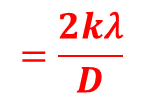 = 2kλ / D